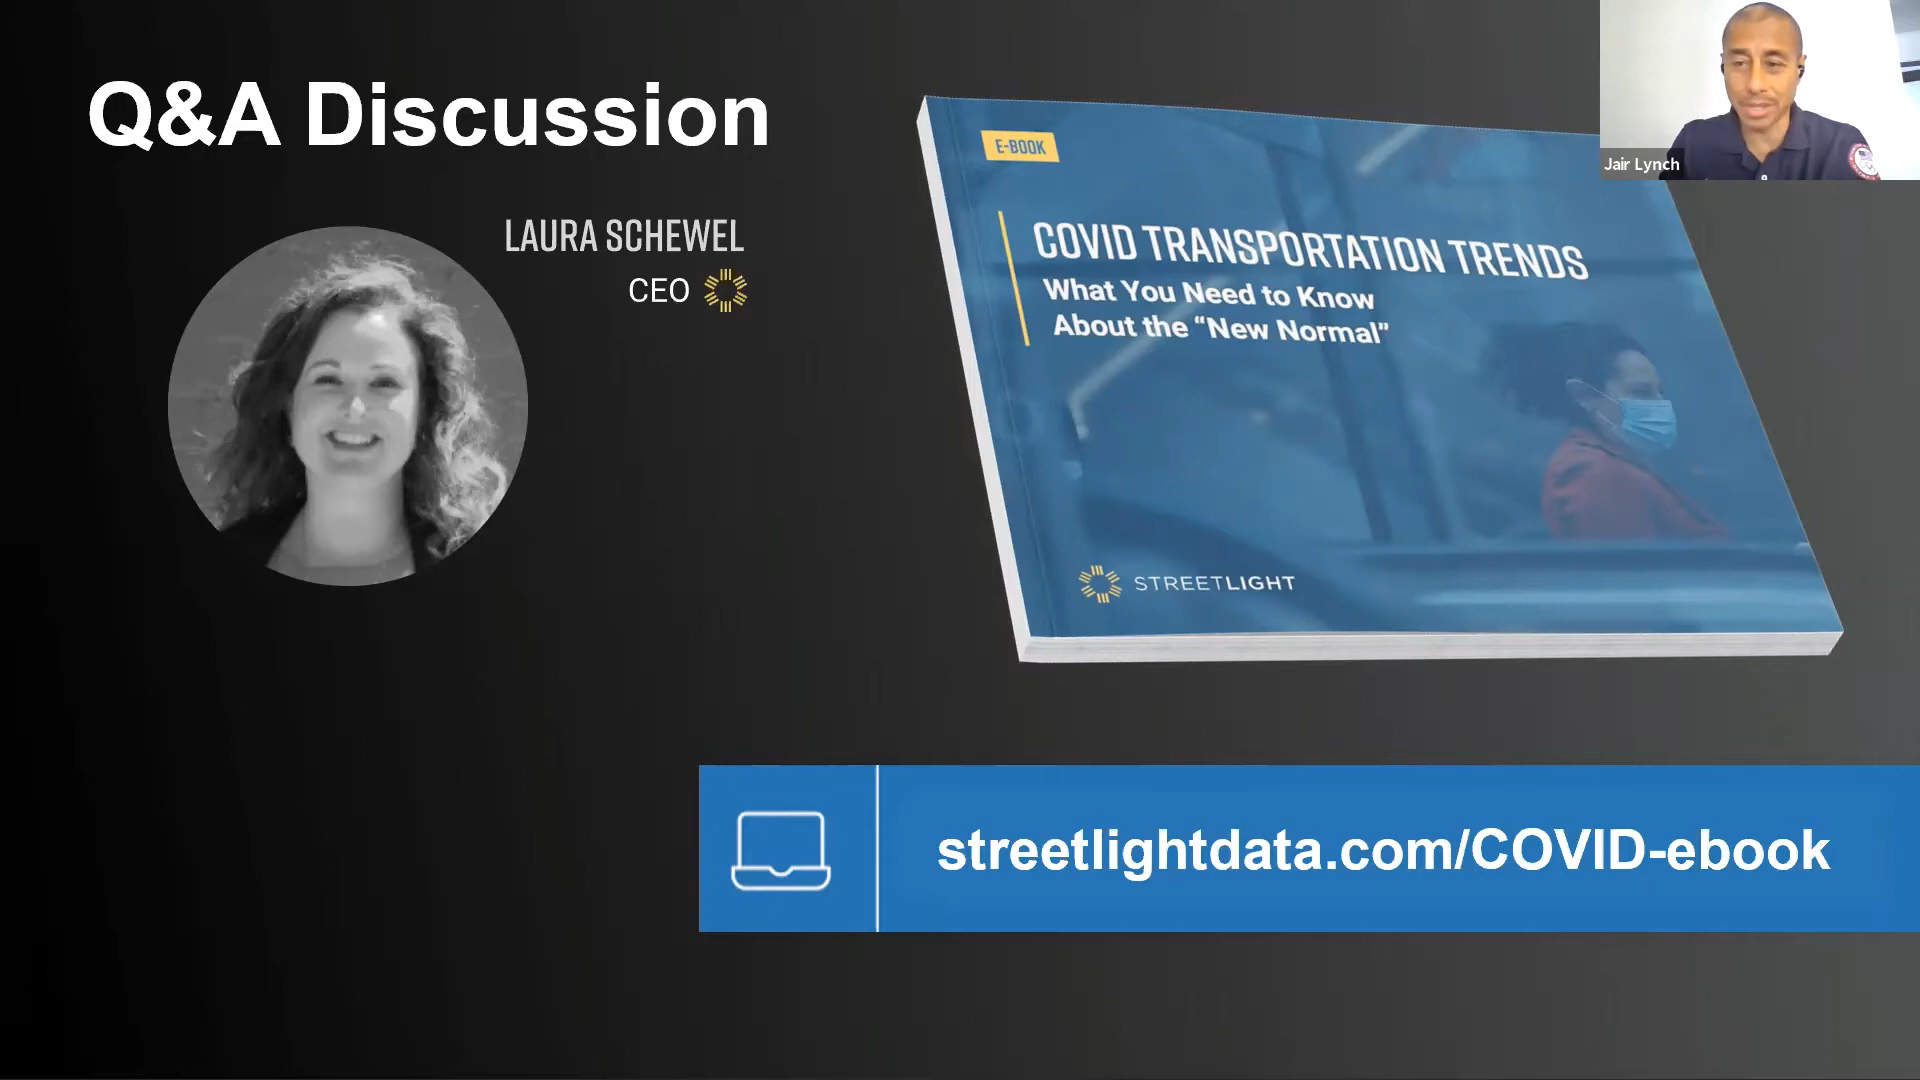 Q&A Discussion
LAURA SCHEWEL
CEO
E-BOOK
COVID TRANSPORTATION TRENDS
What You Need to Know
About the “New Normal”
STREETLIGHT
Jair Lynch
streetlightdata.com/COVID-ebook